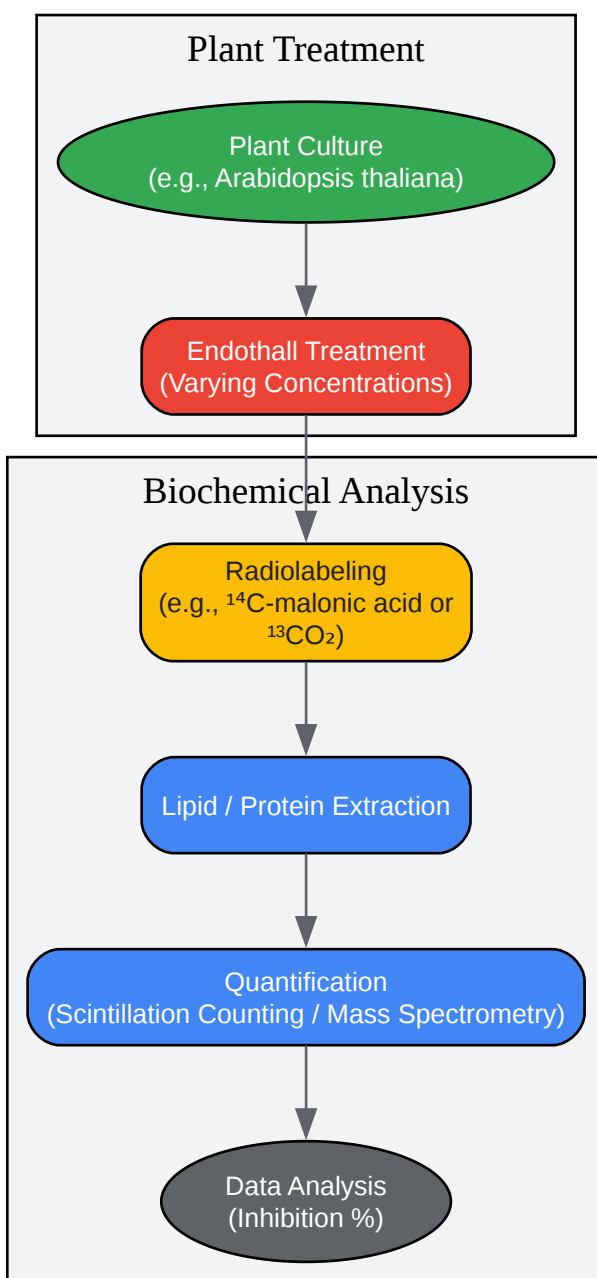 Plant Treatment
Plant Culture
(e.g., Arabidopsis thaliana)
Endothall Treatment
(Varying Concentrations)
Biochemical Analysis
Radiolabeling
(e.g., ¹⁴C-malonic acid or
¹³CO₂)
Lipid / Protein Extraction
Quantification
(Scintillation Counting / Mass Spectrometry)
Data Analysis
(Inhibition %)